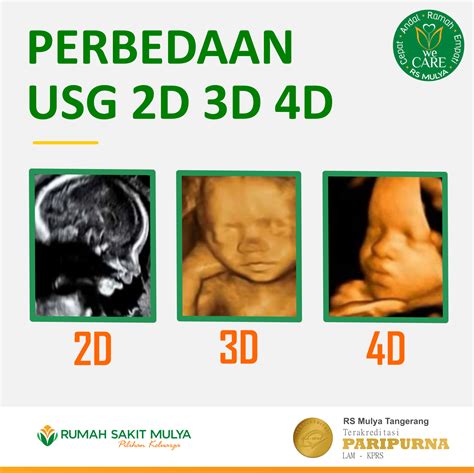 PERBEDAAN
USG 2D 3D 4D
Cepat • Andal • Ramah • Empati
we
CARE
RS MULYA
2D
3D
4D
RUMAH SAKIT MULYA
Pilihan Keluarga
RS Mulya Tangerang
Terakreditasi
PARIPURNA
LAM - KPRS